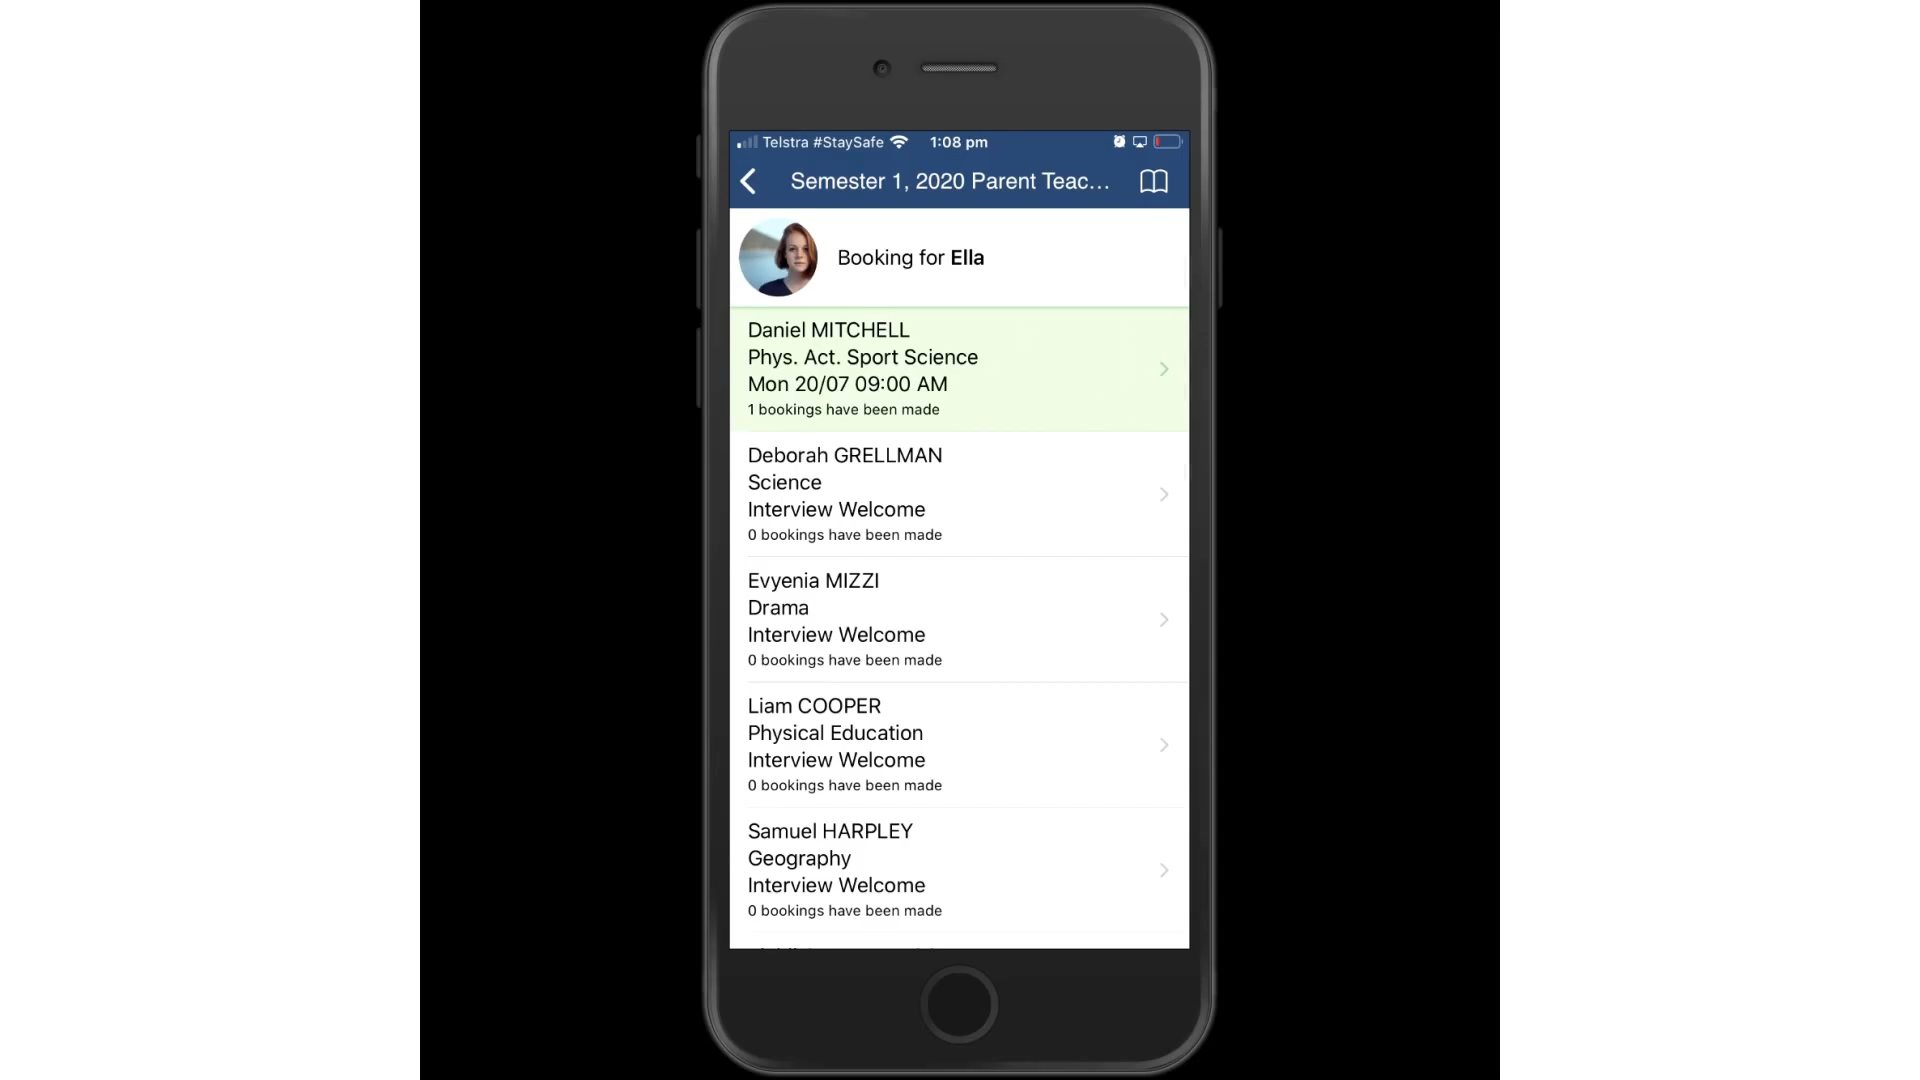 Telstra #StaySafe 1:08 pm
Semester 1, 2020 Parent Teac...
Booking for Ella
Daniel MITCHELL
Phys. Act. Sport Science
Mon 20/07 09:00 AM
1 bookings have been made
Deborah GRELLMAN
Science
Interview Welcome
0 bookings have been made
Evyenia MIZZI
Drama
Interview Welcome
0 bookings have been made
Liam COOPER
Physical Education
Interview Welcome
0 bookings have been made
Samuel HARPLEY
Geography
Interview Welcome
0 bookings have been made